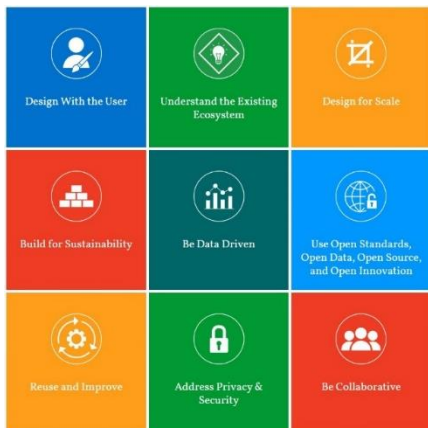 Design With the User
Understand the Existing
Ecosystem
Design for Scale
Build for Sustainability
Be Data Driven
Use Open Standards,
Open Data, Open Source,
and Open Innovation
Reuse and Improve
Address Privacy &
Security
Be Collaborative